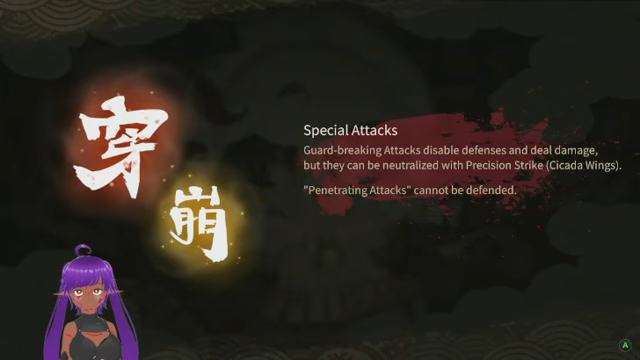 穿
崩
Special Attacks
Guard-breaking Attacks disable defenses and deal damage,
but they can be neutralized with Precision Strike (Cicada Wings).
"Penetrating Attacks" cannot be defended.
A